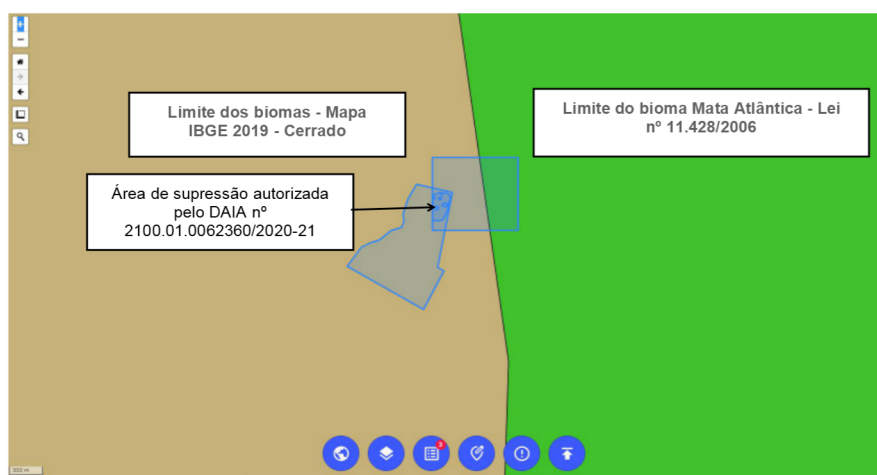 Limite dos biomas - Mapa
IBGE 2019 - Cerrado
Limite do bioma Mata Atlântica - Lei
nº 11.428/2006
Área de supressão autorizada
pelo DAIA nº
2100.01.0062360/2020-21